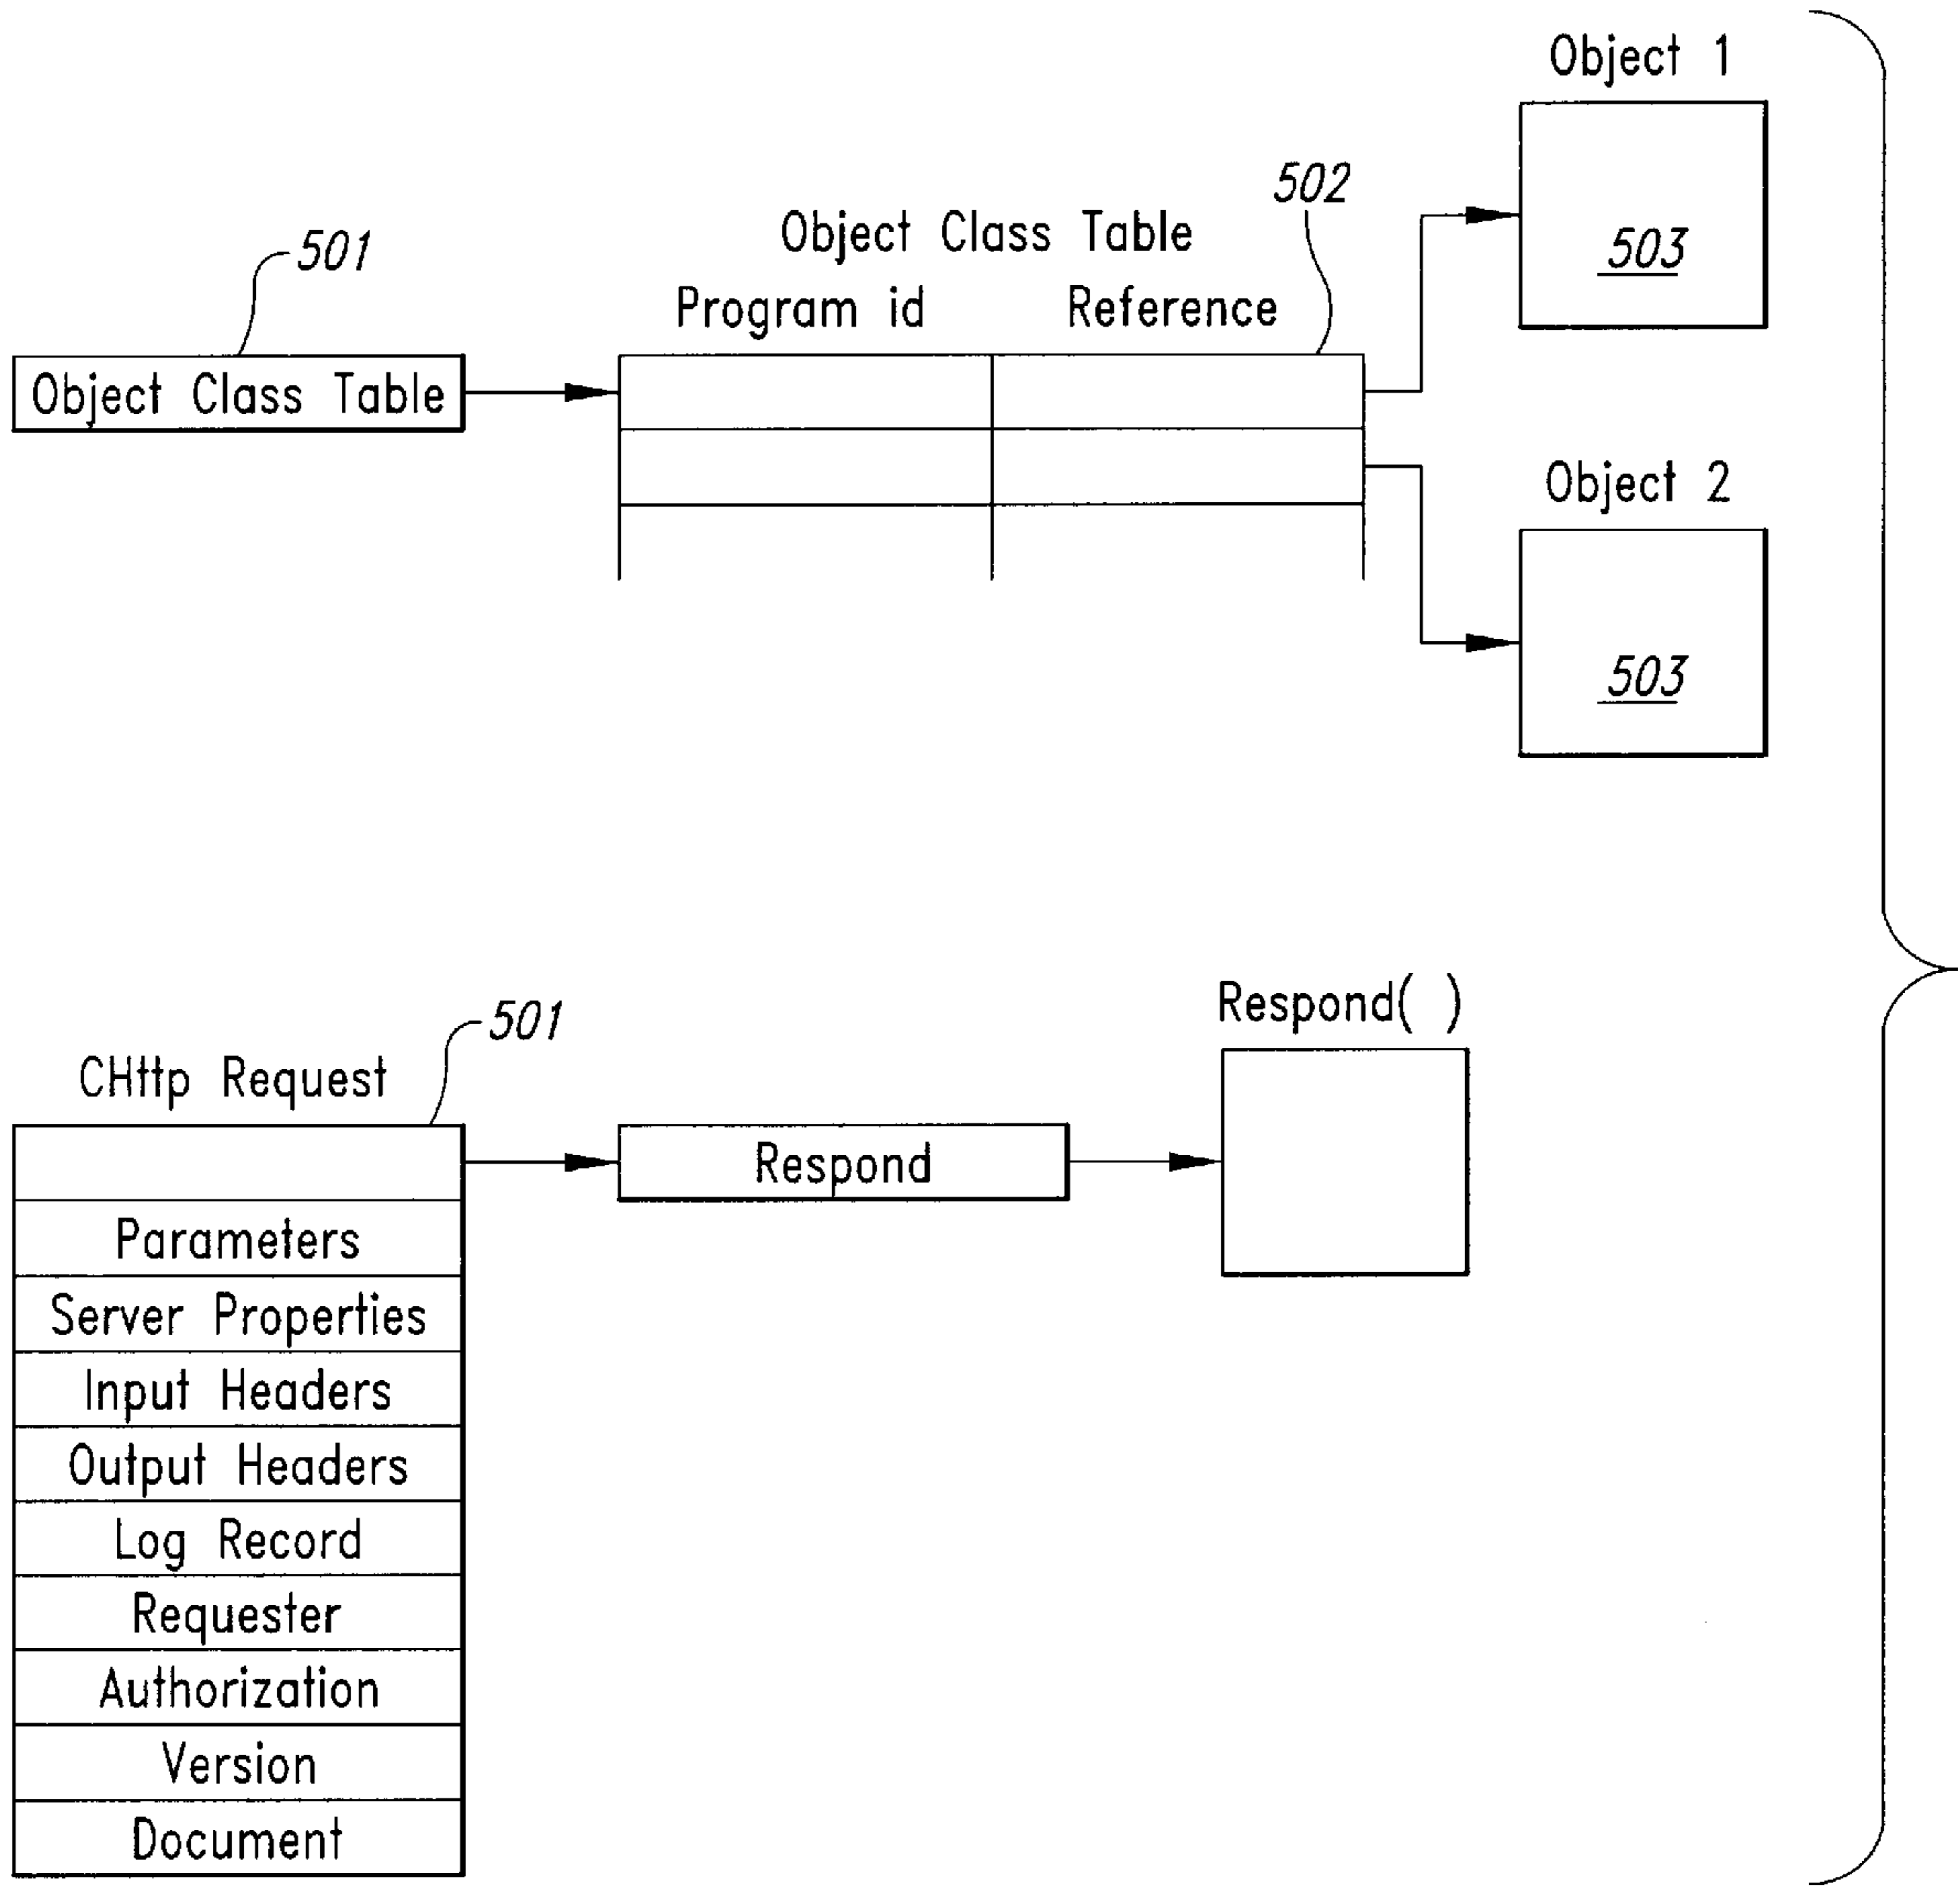 Object 1
502
Object Class Table
501
503
Program id Reference
Object Class Table
Object 2
503
Respond( )
501
CHttp Request
Respond
Parameters
Server Properties
Input Headers
Output Headers
Log Record
Requester
Authorization
Version
Document